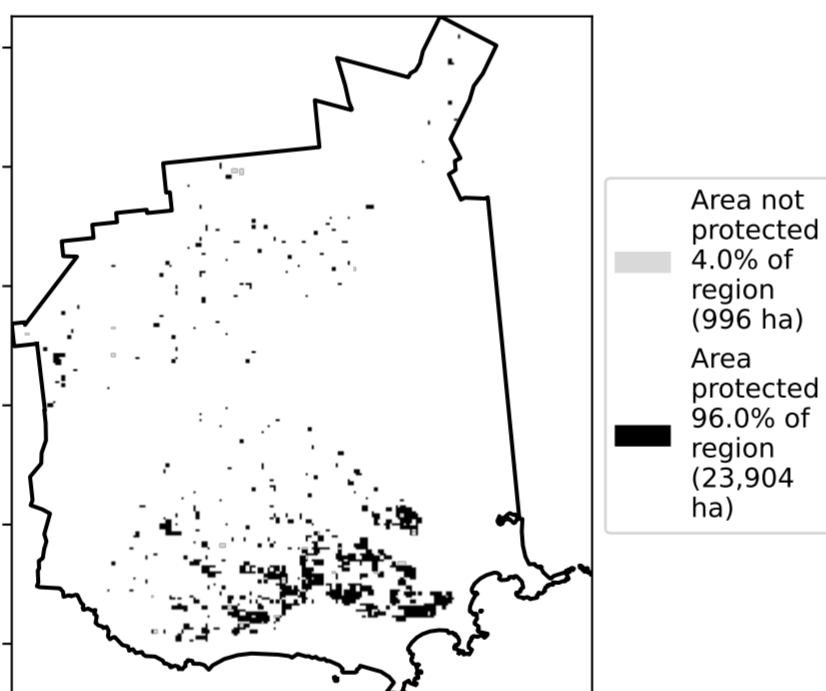 Area not
protected
4.0% of
region
(996 ha)
Area
protected
96.0% of
region
(23,904
ha)